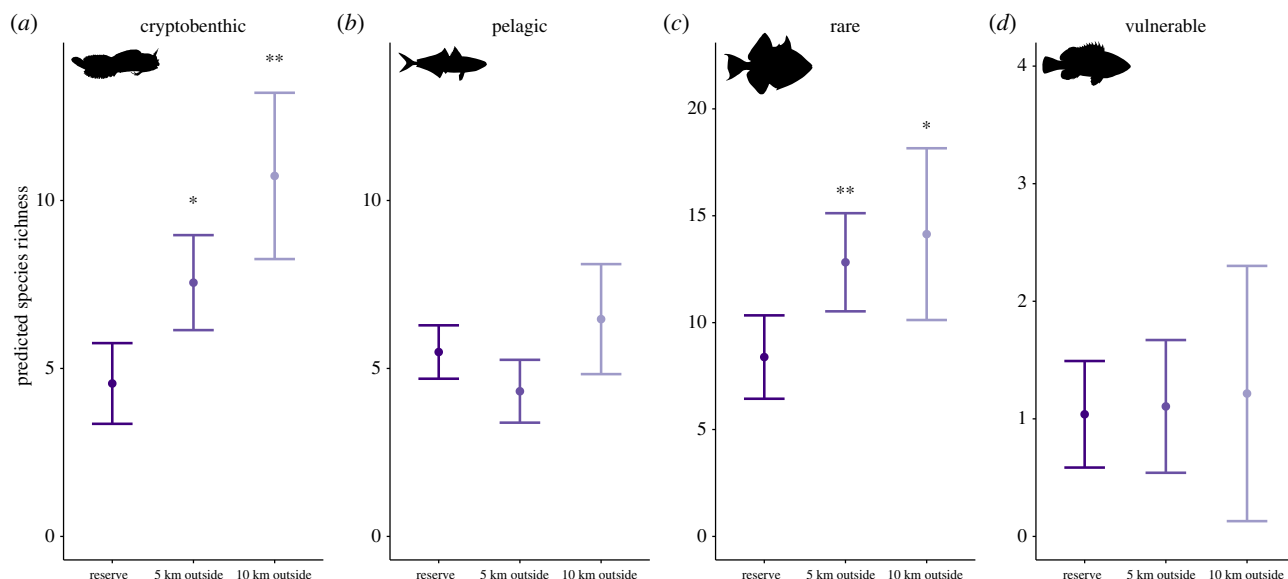 (a) cryptobenthic
(b) pelagic
(c) rare
(d) vulnerable
predicted species richness
10
5
0
**
*
reserve 5 km outside 10 km outside
10
5
0
reserve 5 km outside 10 km outside
20
15
10
5
0
*
**
reserve 5 km outside 10 km outside
4
3
2
1
0
reserve 5 km outside 10 km outside